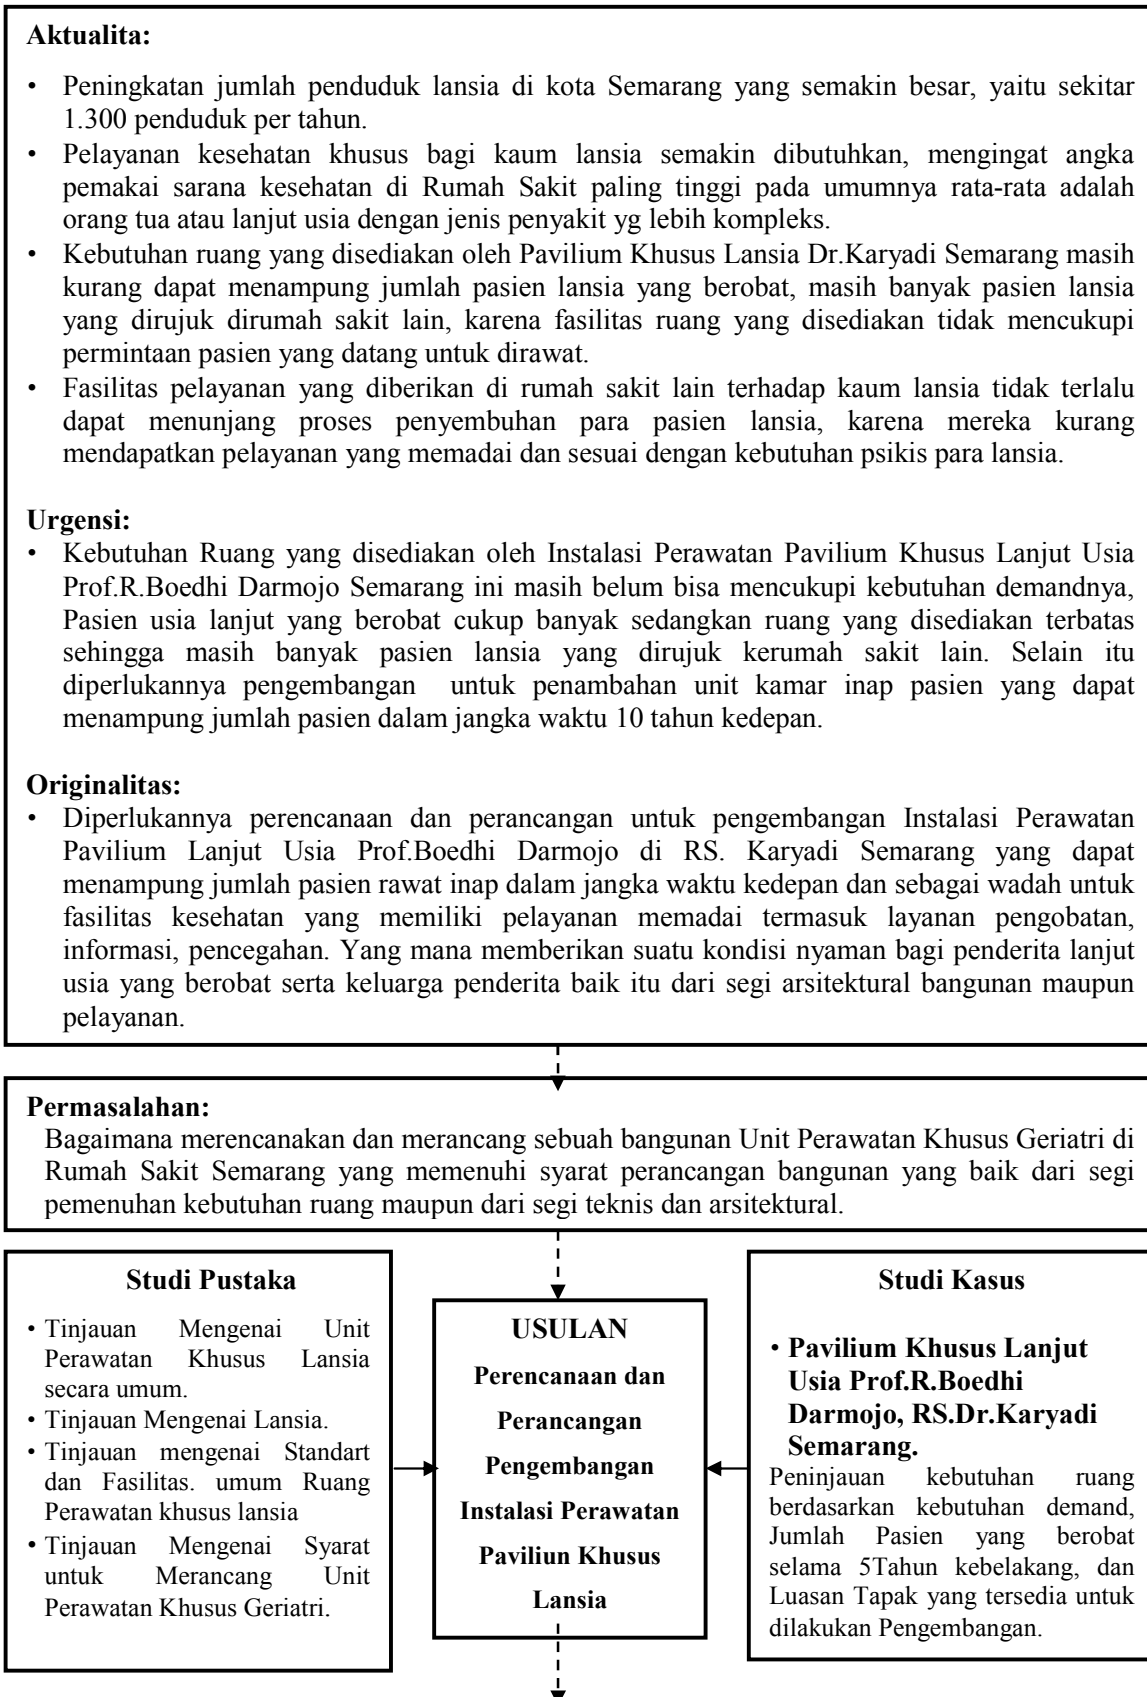 Aktualita:
• Peningkatan jumlah penduduk lansia di kota Semarang yang semakin besar, yaitu sekitar
1.300 penduduk per tahun.
• Pelayanan kesehatan khusus bagi kaum lansia semakin dibutuhkan, mengingat angka
pemakai sarana kesehatan di Rumah Sakit paling tinggi pada umumnya rata-rata adalah
orang tua atau lanjut usia dengan jenis penyakit yg lebih kompleks.
• Kebutuhan ruang yang disediakan oleh Pavilium Khusus Lansia Dr.Karyadi Semarang masih
kurang dapat menampung jumlah pasien lansia yang berobat, masih banyak pasien lansia
yang dirujuk dirumah sakit lain, karena fasilitas ruang yang disediakan tidak mencukupi
permintaan pasien yang datang untuk dirawat.
• Fasilitas pelayanan yang diberikan di rumah sakit lain terhadap kaum lansia tidak terlalu
dapat menunjang proses penyembuhan para pasien lansia, karena mereka kurang
mendapatkan pelayanan yang memadai dan sesuai dengan kebutuhan psikis para lansia.
Urgensi:
• Kebutuhan Ruang yang disediakan oleh Instalasi Perawatan Pavilium Khusus Lanjut Usia
Prof.R.Boedhi Darmojo Semarang ini masih belum bisa mencukupi kebutuhan demandnya,
Pasien usia lanjut yang berobat cukup banyak sedangkan ruang yang disediakan terbatas
sehingga masih banyak pasien lansia yang dirujuk kerumah sakit lain. Selain itu
diperlukannya pengembangan untuk penambahan unit kamar inap pasien yang dapat
menampung jumlah pasien dalam jangka waktu 10 tahun kedepan.
Originalitas:
• Diperlukannya perencanaan dan perancangan untuk pengembangan Instalasi Perawatan
Pavilium Lanjut Usia Prof.Boedhi Darmojo di RS. Karyadi Semarang yang dapat
menampung jumlah pasien rawat inap dalam jangka waktu kedepan dan sebagai wadah untuk
fasilitas kesehatan yang memiliki pelayanan memadai termasuk layanan pengobatan,
informasi, pencegahan. Yang mana memberikan suatu kondisi nyaman bagi penderita lanjut
usia yang berobat serta keluarga penderita baik itu dari segi arsitektural bangunan maupun
pelayanan.
Permasalahan:
Bagaimana merencanakan dan merancang sebuah bangunan Unit Perawatan Khusus Geriatri di
Rumah Sakit Semarang yang memenuhi syarat perancangan bangunan yang baik dari segi
pemenuhan kebutuhan ruang maupun dari segi teknis dan arsitektural.
Studi Pustaka
• Tinjauan Mengenai Unit
Perawatan Khusus Lansia
secara umum.
• Tinjauan Mengenai Lansia.
• Tinjauan mengenai Standart
dan Fasilitas. umum Ruang
Perawatan khusus lansia
• Tinjauan Mengenai Syarat
untuk Merancang Unit
Perawatan Khusus Geriatri.
USULAN
Perencanaan dan
Perancangan
Pengembangan
Instalasi Perawatan
Paviliun Khusus
Lansia
Studi Kasus
• Pavilium Khusus Lanjut
Usia Prof.R.Boedhi
Darmojo, RS.Dr.Karyadi
Semarang.
Peninjauan kebutuhan ruang
berdasarkan kebutuhan demand,
Jumlah Pasien yang berobat
selama 5Tahun kebelakang, dan
Luasan Tapak yang tersedia untuk
dilakukan Pengembangan.